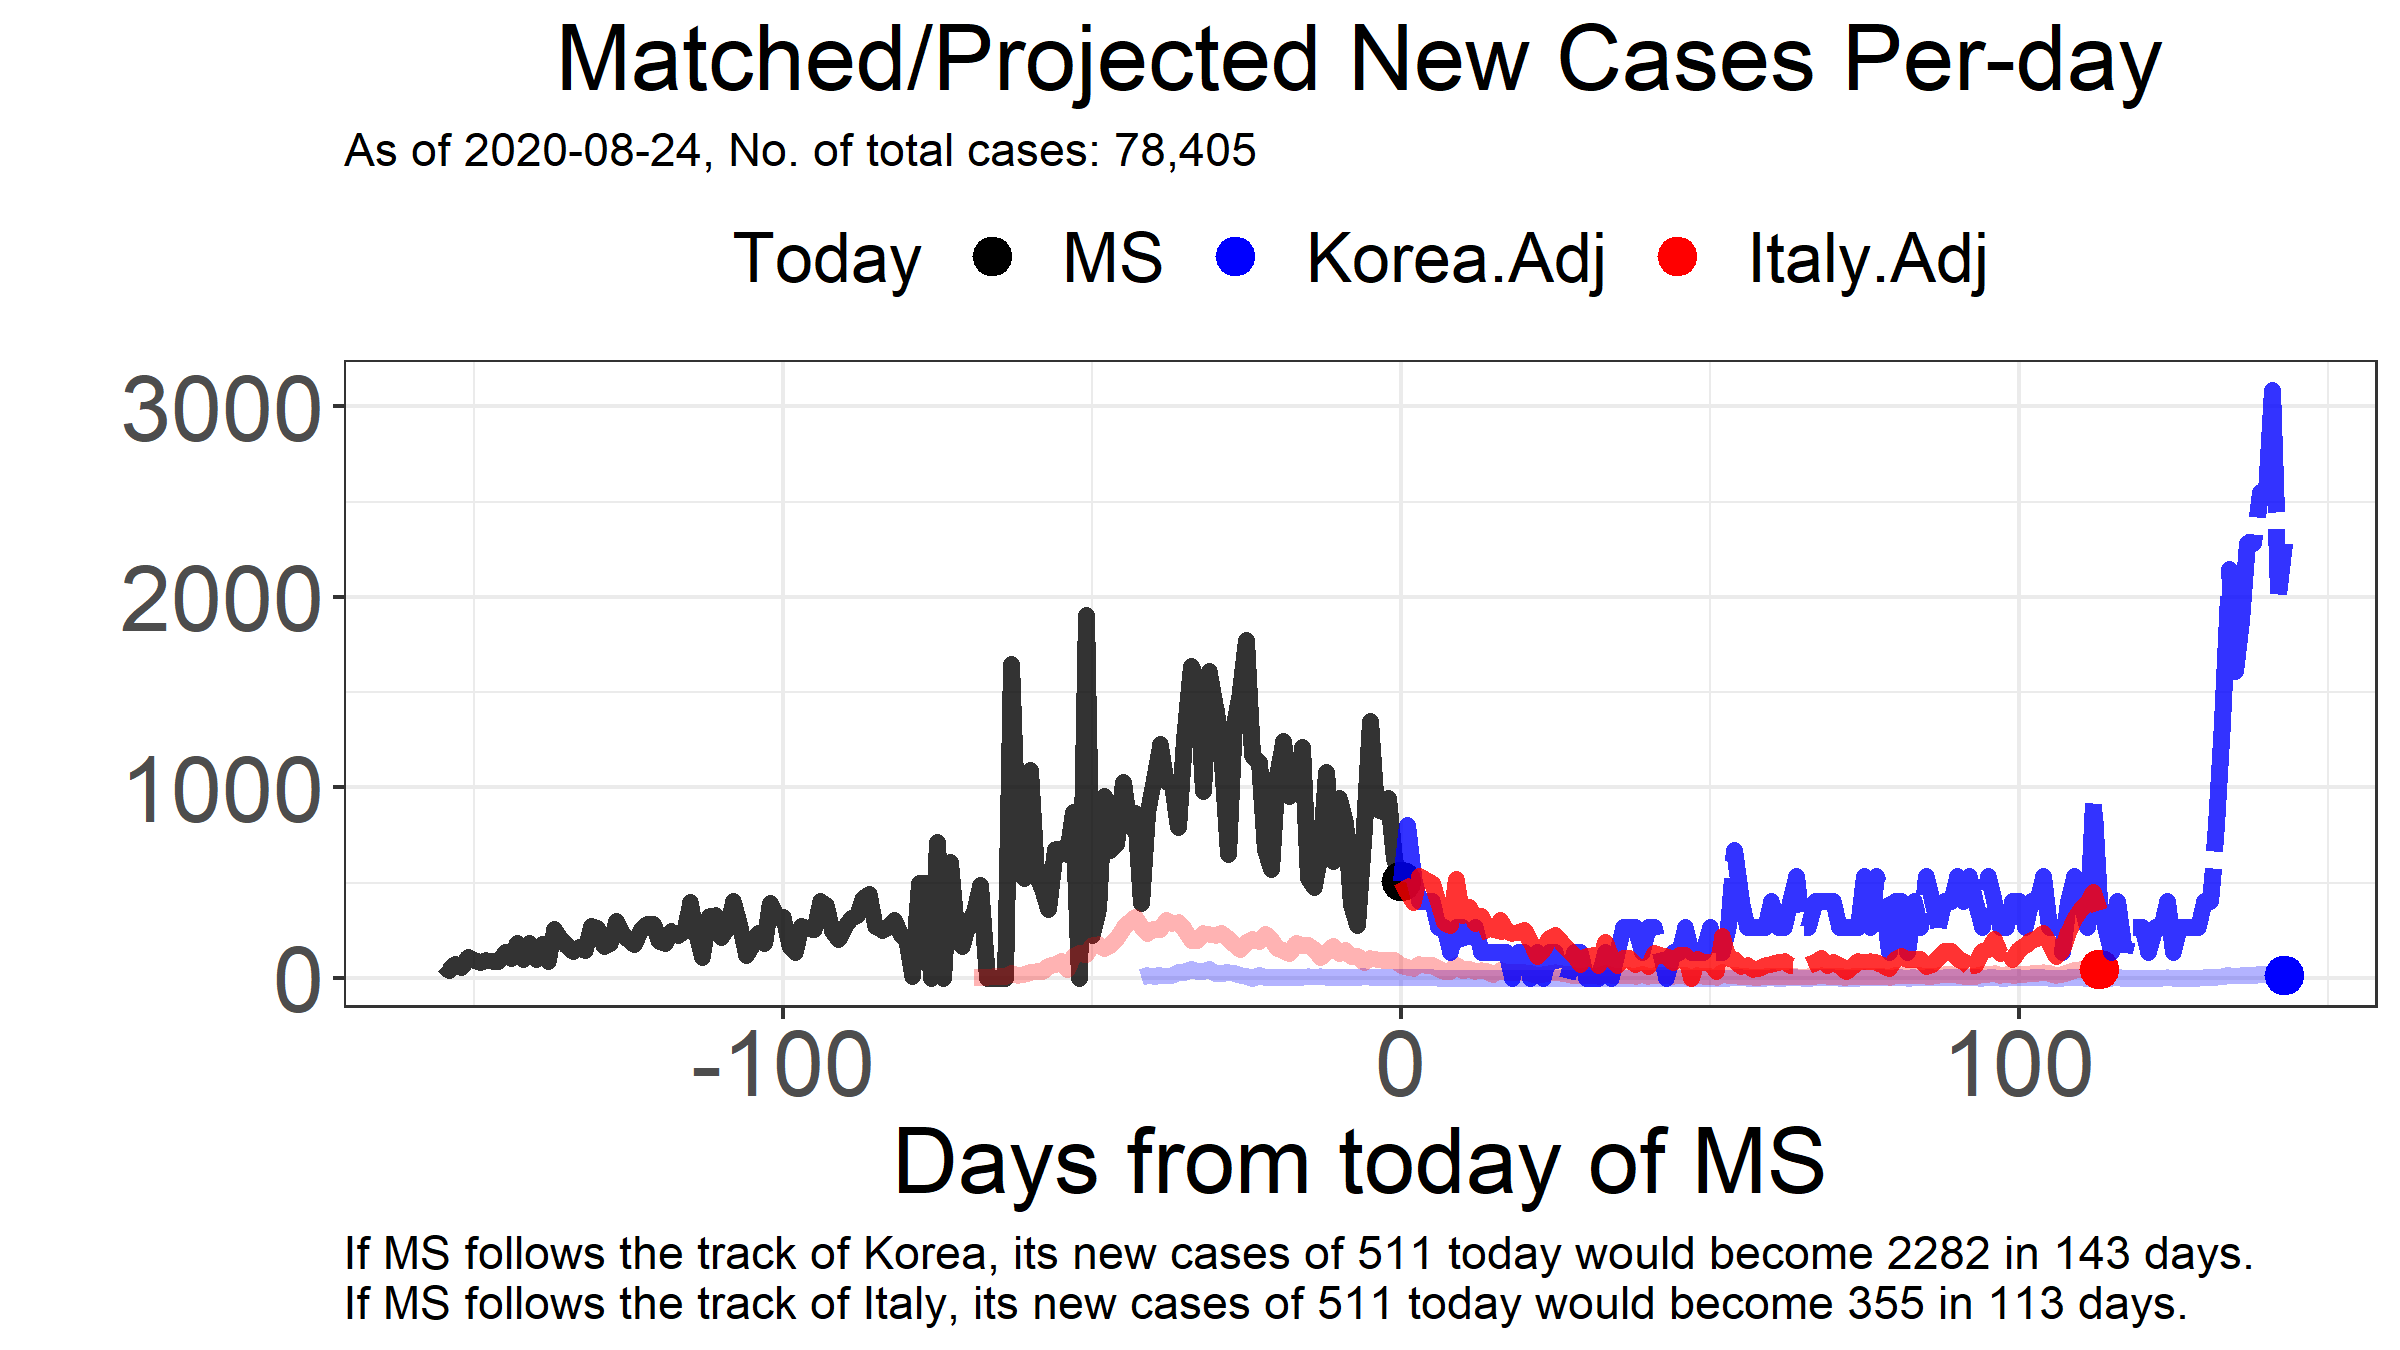 Matched/Projected New Cases Per-day
As of 2020-08-24, No. of total cases: 78,405
Today MS Korea.Adj Italy.Adj
3000
2000
1000
0
-100 0 100
Days from today of MS
If MS follows the track of Korea, its new cases of 511 today would become 2282 in 143 days.
If MS follows the track of Italy, its new cases of 511 today would become 355 in 113 days.